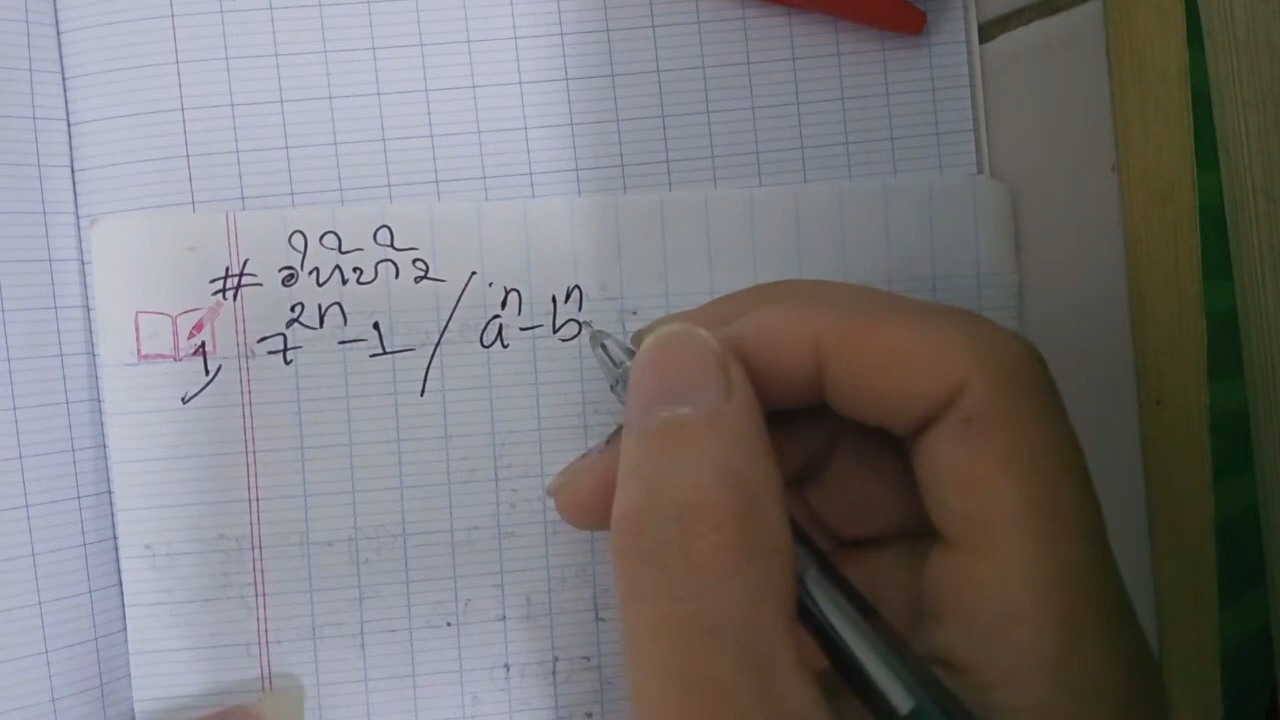 #
1, 7²ⁿ - 1 / aⁿ - bⁿ